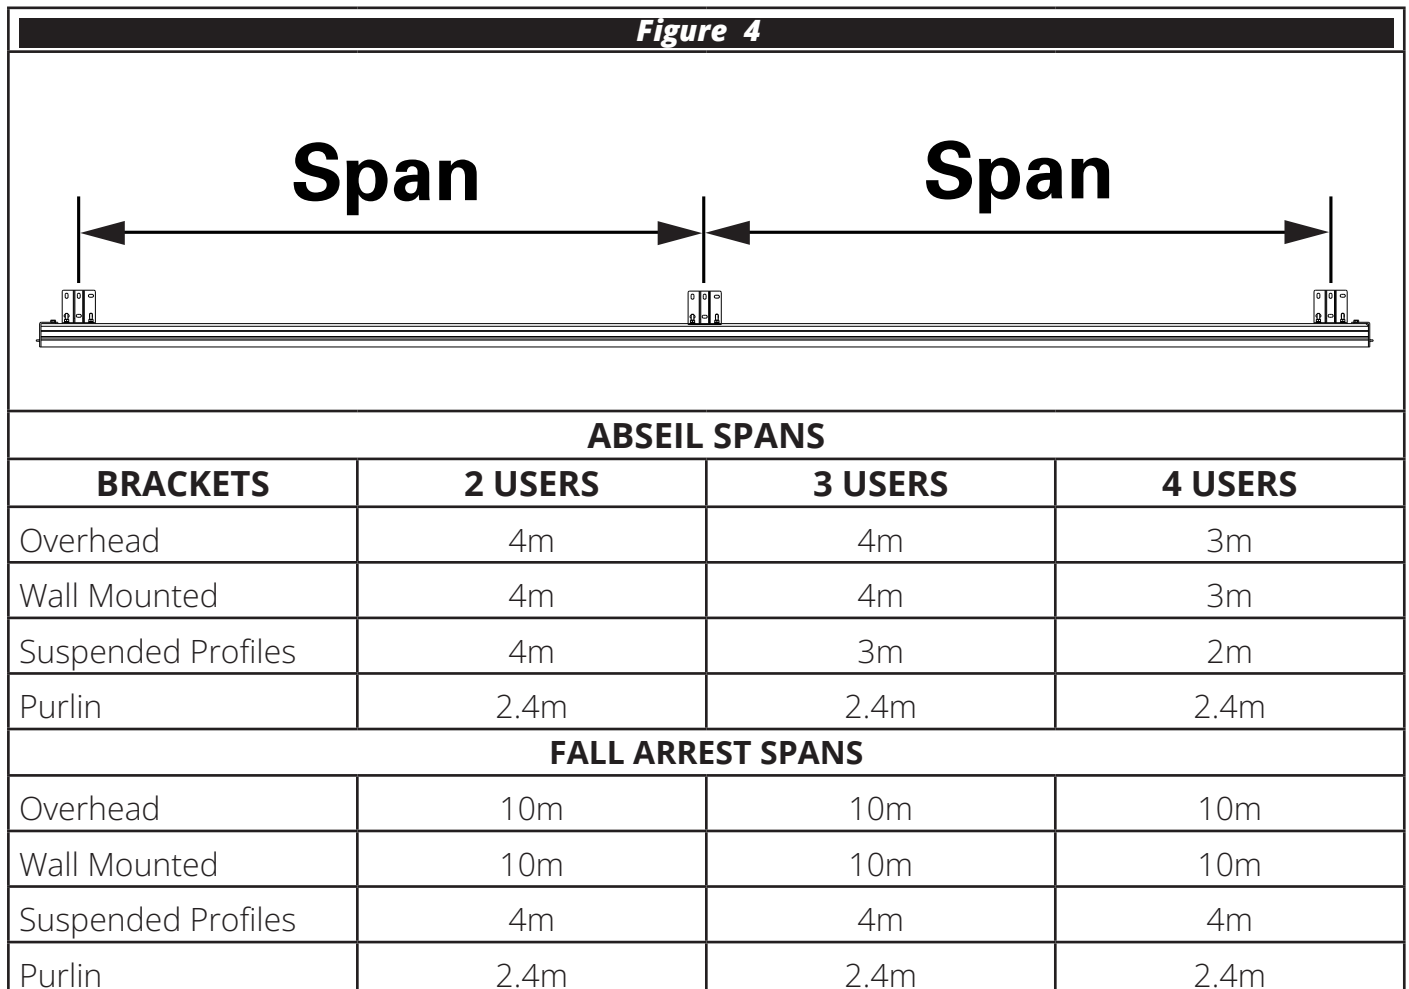 Figure 4
Span Span
ABSEIL SPANS
BRACKETS 2 USERS 3 USERS 4 USERS
Overhead 4m 4m 3m
Wall Mounted 4m 4m 3m
Suspended Profiles 4m 3m 2m
Purlin 2.4m 2.4m 2.4m
FALL ARREST SPANS
Overhead 10m 10m 10m
Wall Mounted 10m 10m 10m
Suspended Profiles 4m 4m 4m
Purlin 2.4m 2.4m 2.4m